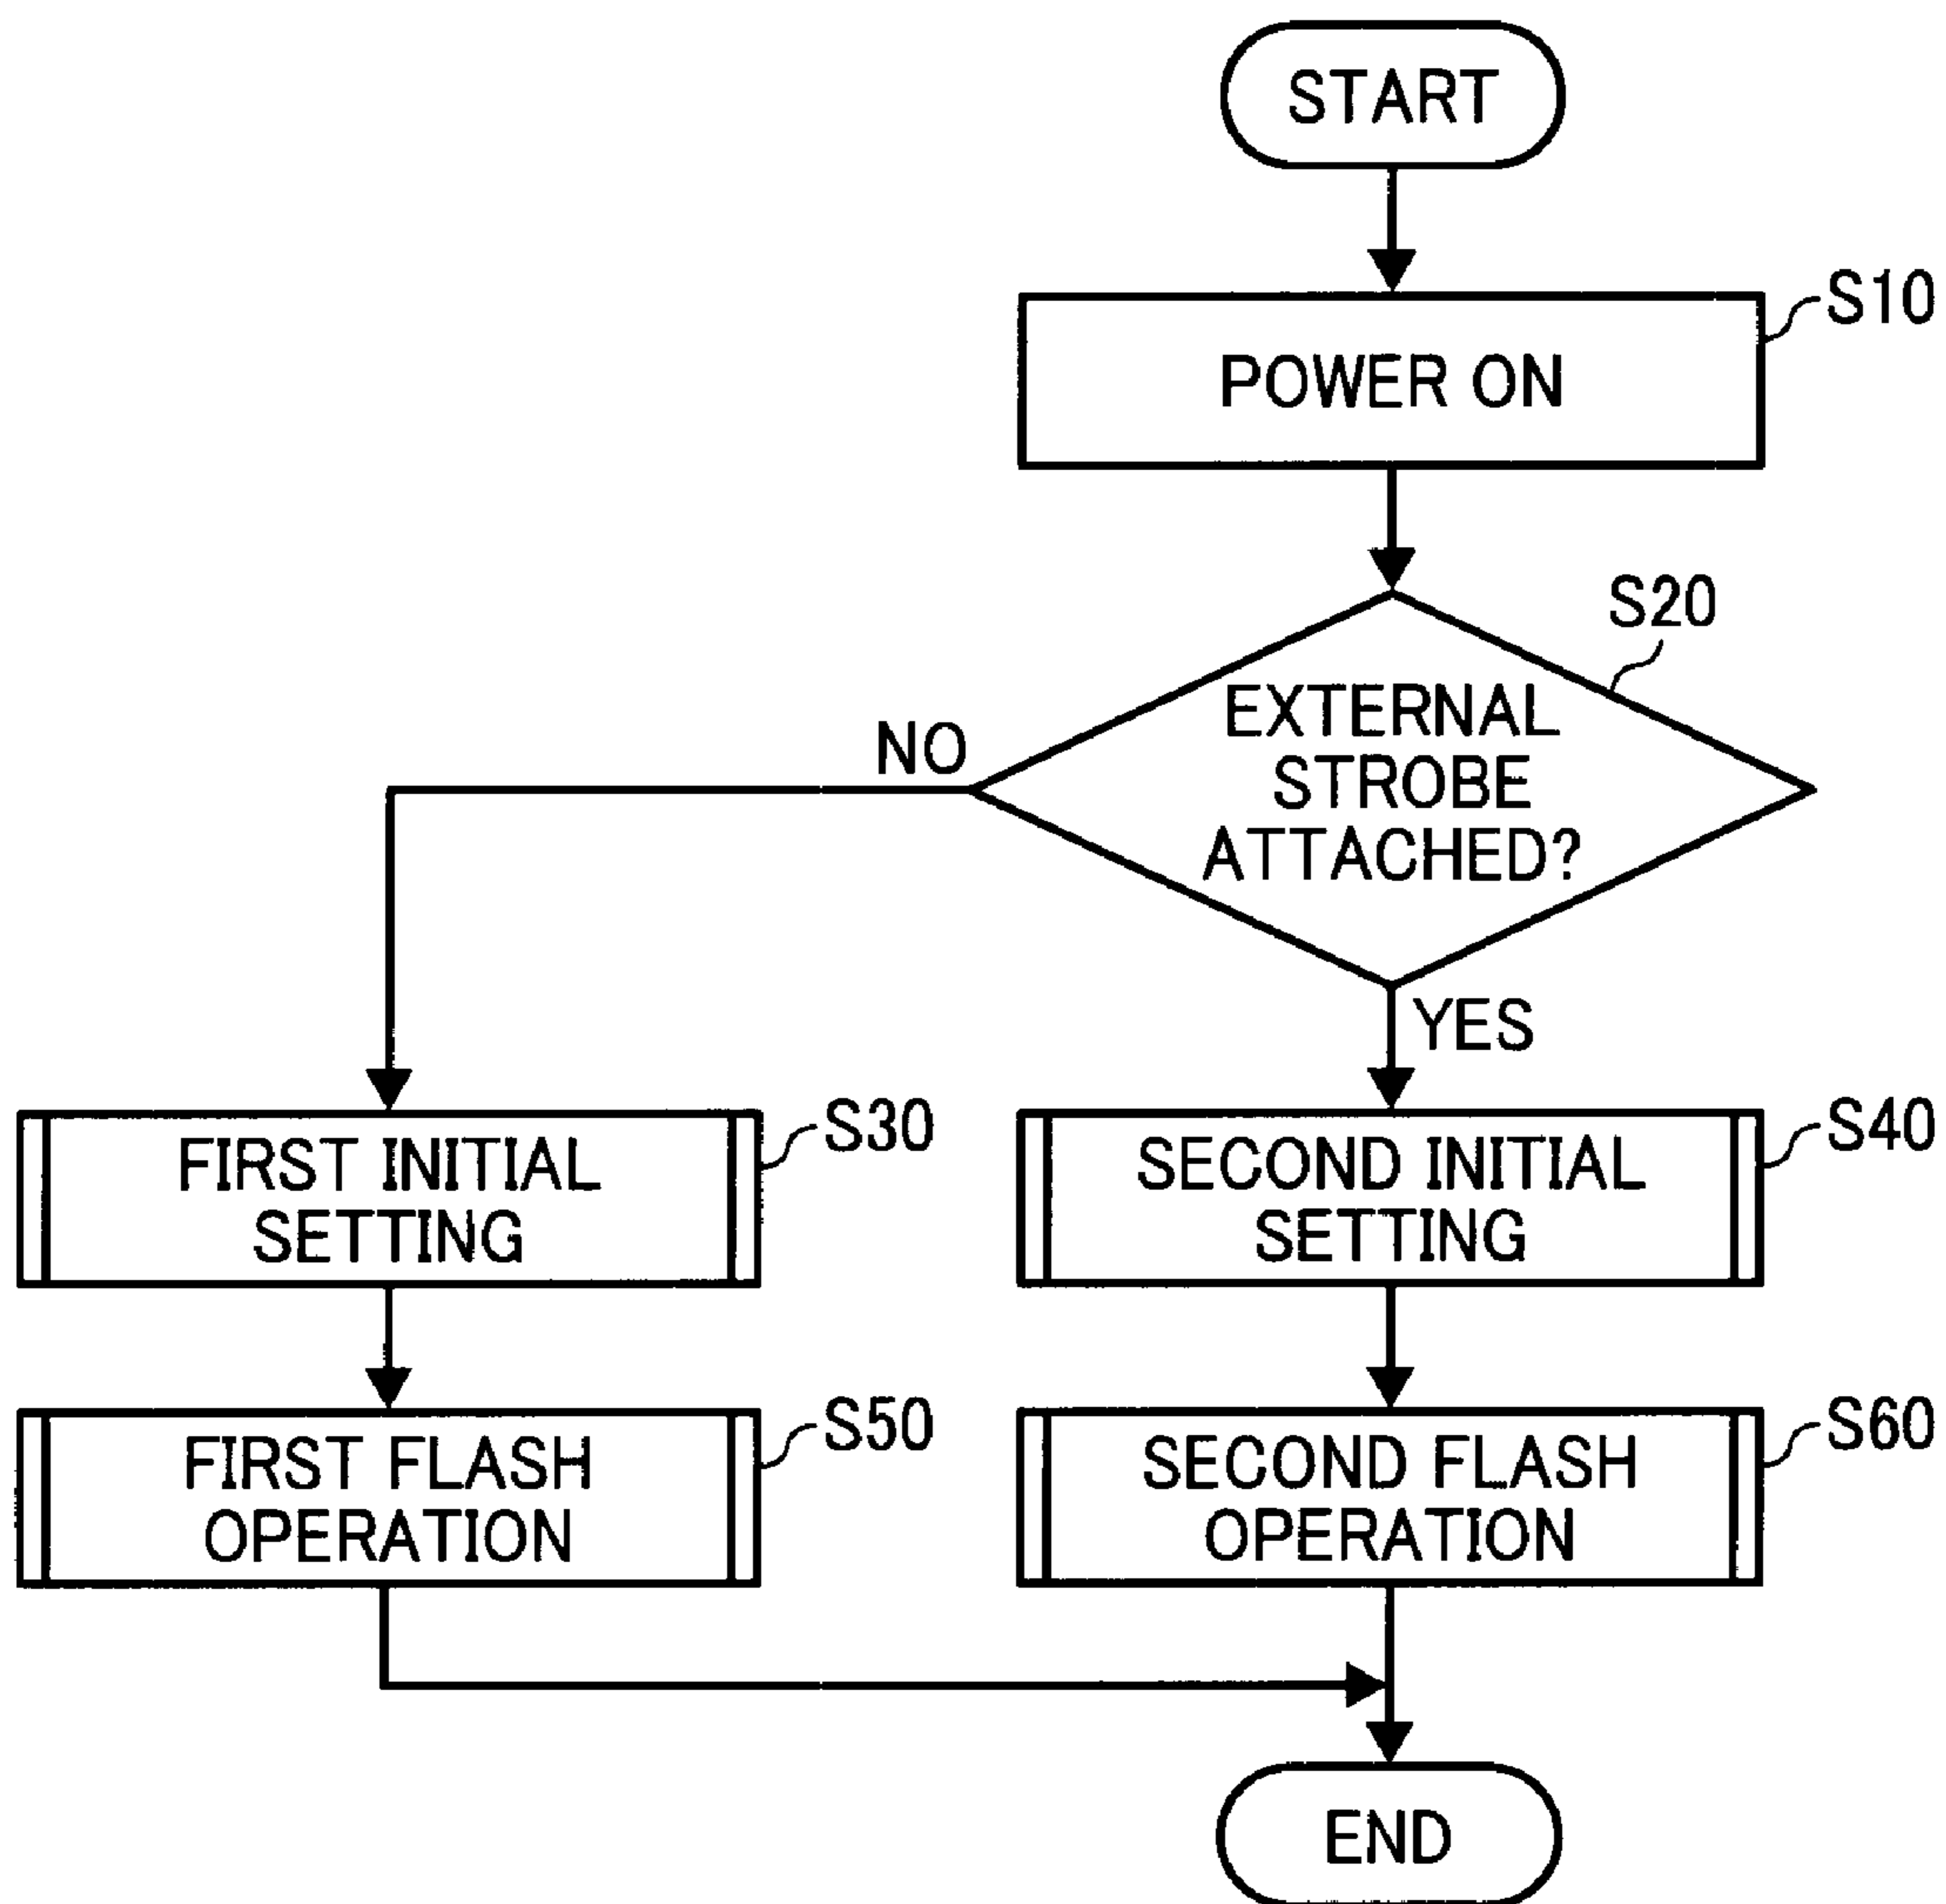 START
S10
POWER ON
S20
EXTERNAL
STROBE
ATTACHED?
NO
YES
S30
FIRST INITIAL
SETTING
S40
SECOND INITIAL
SETTING
S50
FIRST FLASH
OPERATION
S60
SECOND FLASH
OPERATION
END